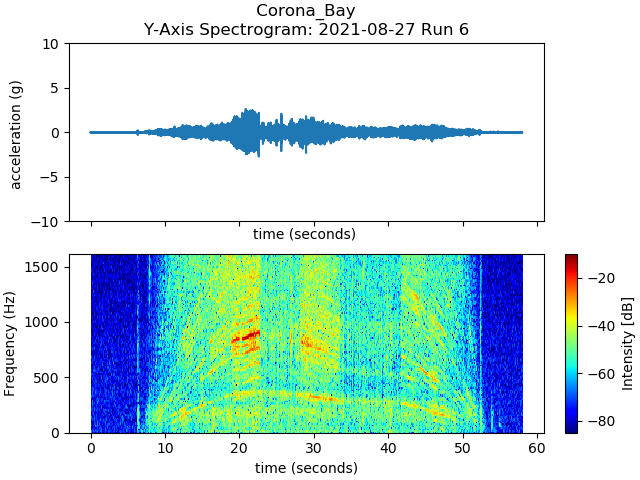 Corona_Bay
Y-Axis Spectrogram: 2021-08-27 Run 6
10
5
0
−5
−10
acceleration (g)
time (seconds)
1500
1000
500
0
Frequency (Hz)
0 10 20 30 40 50 60
time (seconds)
−20
−40
−60
−80
Intensity [dB]